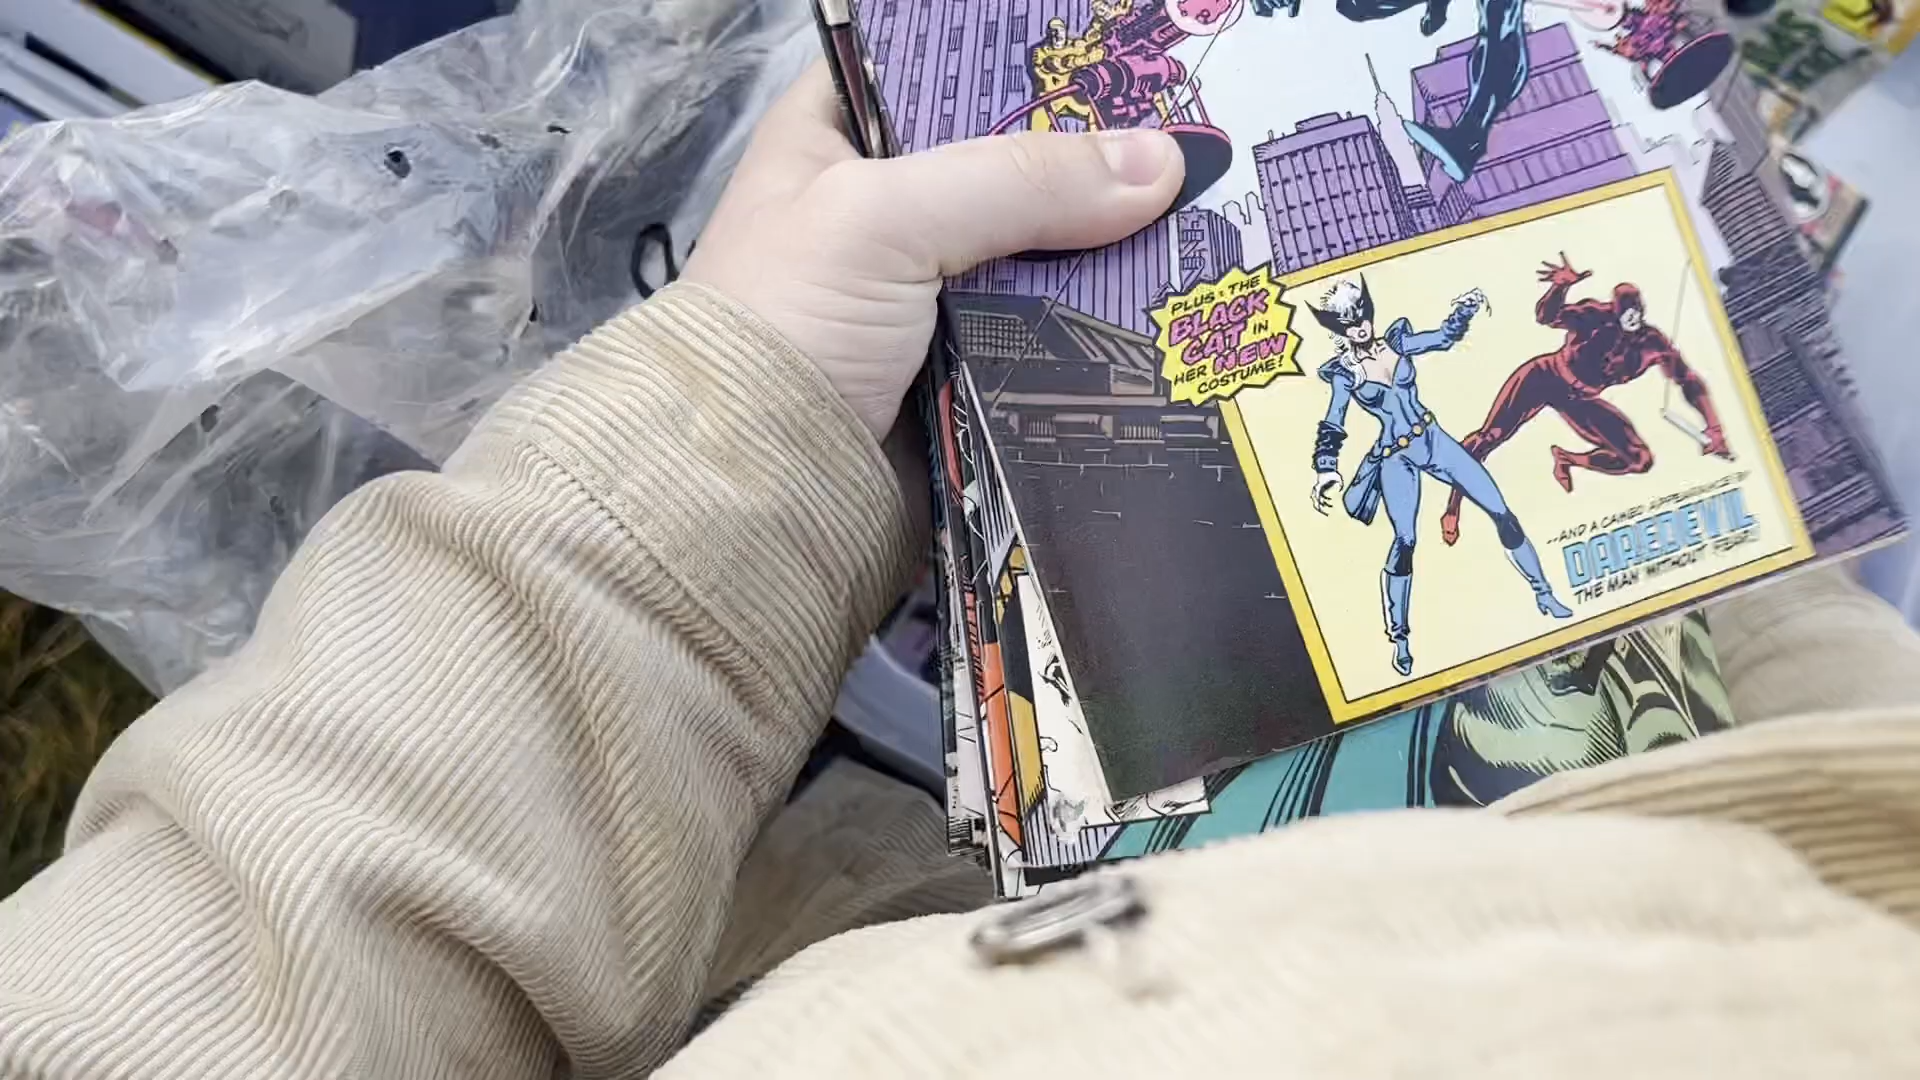 PLUS: THE
BLACK
CAT IN
HER NEW
COSTUME!
--AND A CAMEO APPEARANCE BY
DAREDEVIL
THE MAN WITHOUT FEAR!